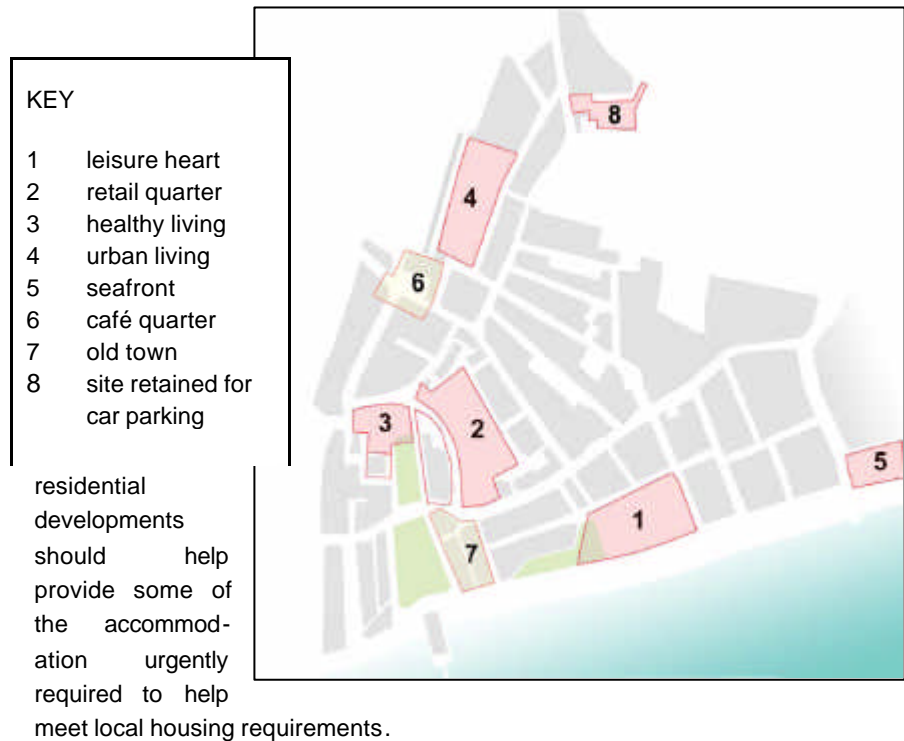 KEY
1 leisure heart
2 retail quarter
3 healthy living
4 urban living
5 seafront
6 café quarter
7 old town
8 site retained for
car parking
residential
developments
should help
provide some of
the accommod-
ation urgently
required to help
meet local housing requirements.
8
4
6
3
2
5
1
7